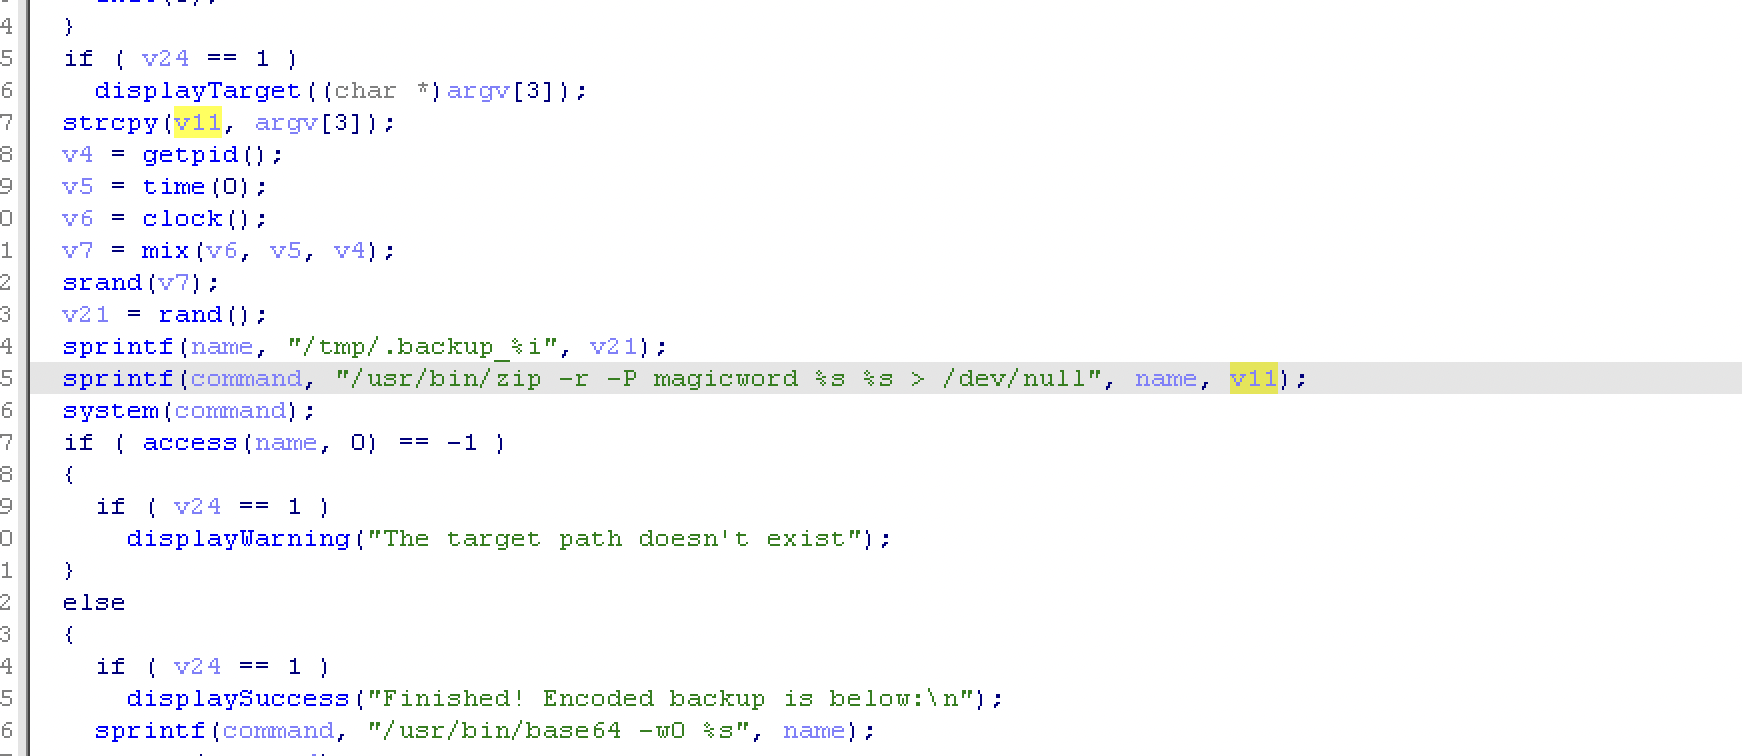 4 }
5 if ( v24 == 1 )
6 displayTarget((char *)argv[3]);
7 strcpy(v11, argv[3]);
8 v4 = getpid();
9 v5 = time(0);
0 v6 = clock();
1 v7 = mix(v6, v5, v4);
2 srand(v7);
3 v21 = rand();
4 sprintf(name, "/tmp/.backup_%i", v21);
5 sprintf(command, "/usr/bin/zip -r -P magicword %s %s > /dev/null", name, v11);
6 system(command);
7 if ( access(name, 0) == -1 )
8 {
9 if ( v24 == 1 )
0 displayWarning("The target path doesn't exist");
1 }
2 else
3 {
4 if ( v24 == 1 )
5 displaySuccess("Finished! Encoded backup is below:\n");
6 sprintf(command, "/usr/bin/base64 -w0 %s", name);